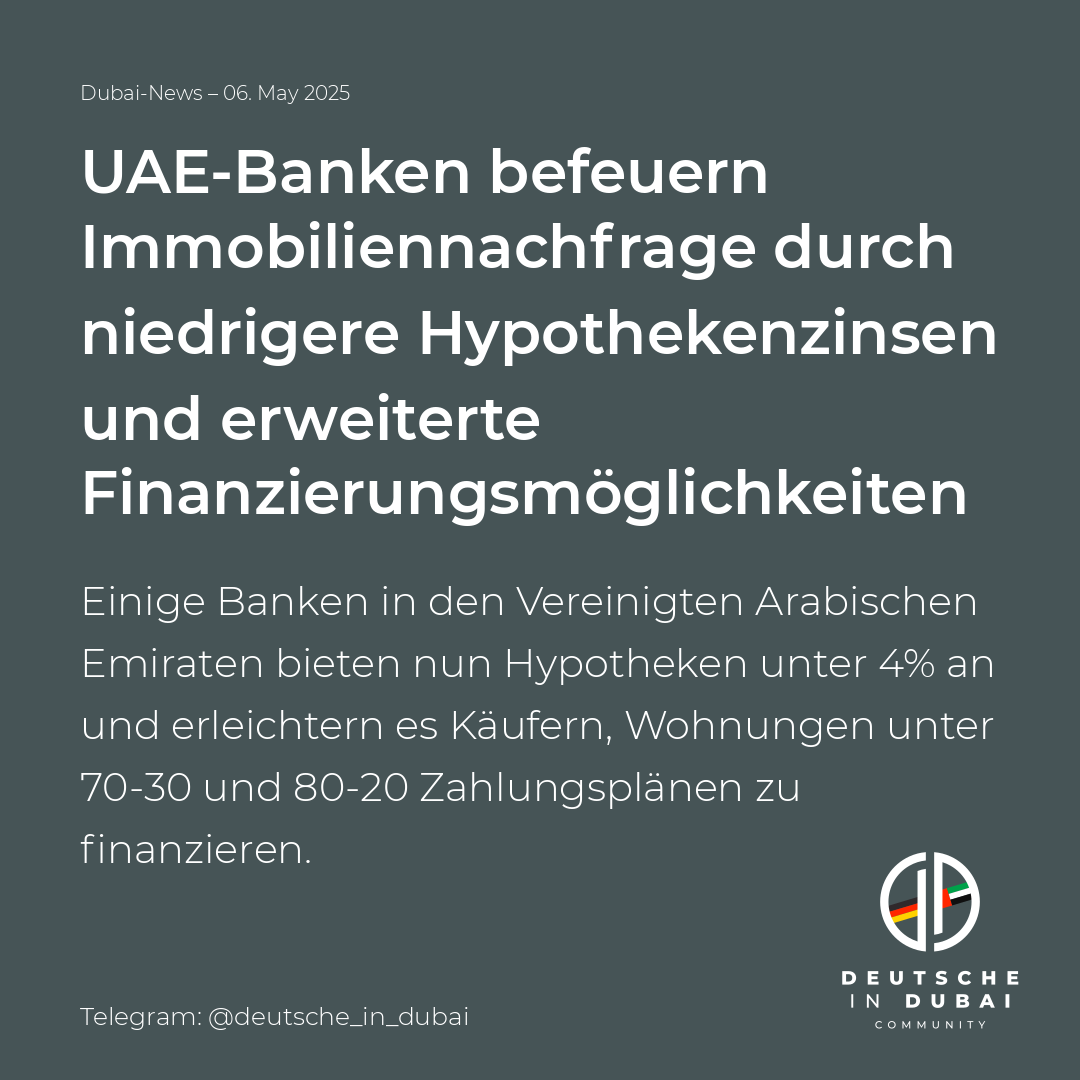 Dubai-News – 06. May 2025
UAE-Banken befeuern
Immobiliennachfrage durch
niedrigere Hypothekenzinsen
und erweiterte
Finanzierungsmöglichkeiten
Einige Banken in den Vereinigten Arabischen
Emiraten bieten nun Hypotheken unter 4% an
und erleichtern es Käufern, Wohnungen unter
70-30 und 80-20 Zahlungsplänen zu
finanzieren.
DEUTSCHE
IN DUBAI
COMMUNITY
Telegram: @deutsche_in_dubai